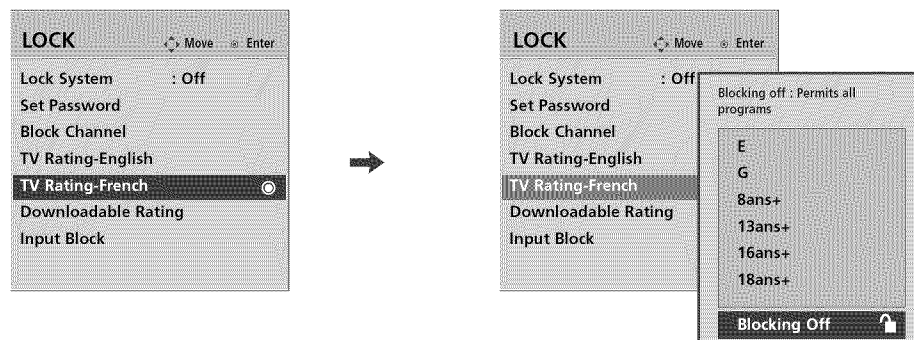 LOCK
Move Enter
Lock System : Off
Set Password
Block Channel
TV Rating-English
TV Rating-French
Downloadable Rating
Input Block
LOCK
Move Enter
Lock System : Off
Set Password
Block Channel
TV Rating-English
TV Rating-French
Downloadable Rating
Input Block
Blocking off : Permits all
programs
E
G
8ans+
13ans+
16ans+
18ans+
Blocking Off